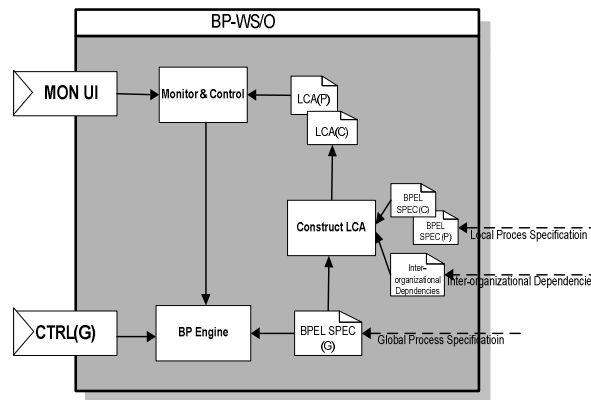 BP-WS/O
MON UI
Monitor & Control
LCA(P)
LCA(C)
BPEL
SPEC(C)
BPEL
SPEC(P)
Construct LCA
Local Proces Specificatioin
Inter-
organizational
Depndencies
Inter-organizational Dependencie
CTRL(G)
BP Engine
BPEL SPEC
(G)
Global Process Specificatioin